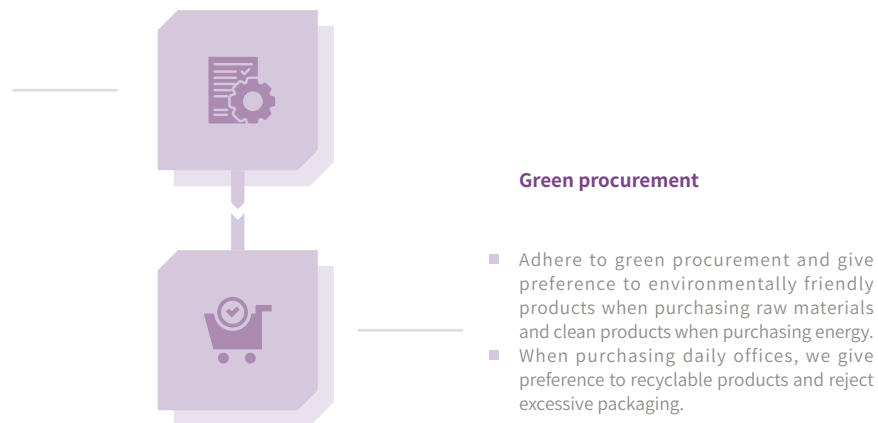 Green procurement
Adhere to green procurement and give
preference to environmentally friendly
products when purchasing raw materials
and clean products when purchasing energy.
When purchasing daily offices, we give
preference to recyclable products and reject
excessive packaging.